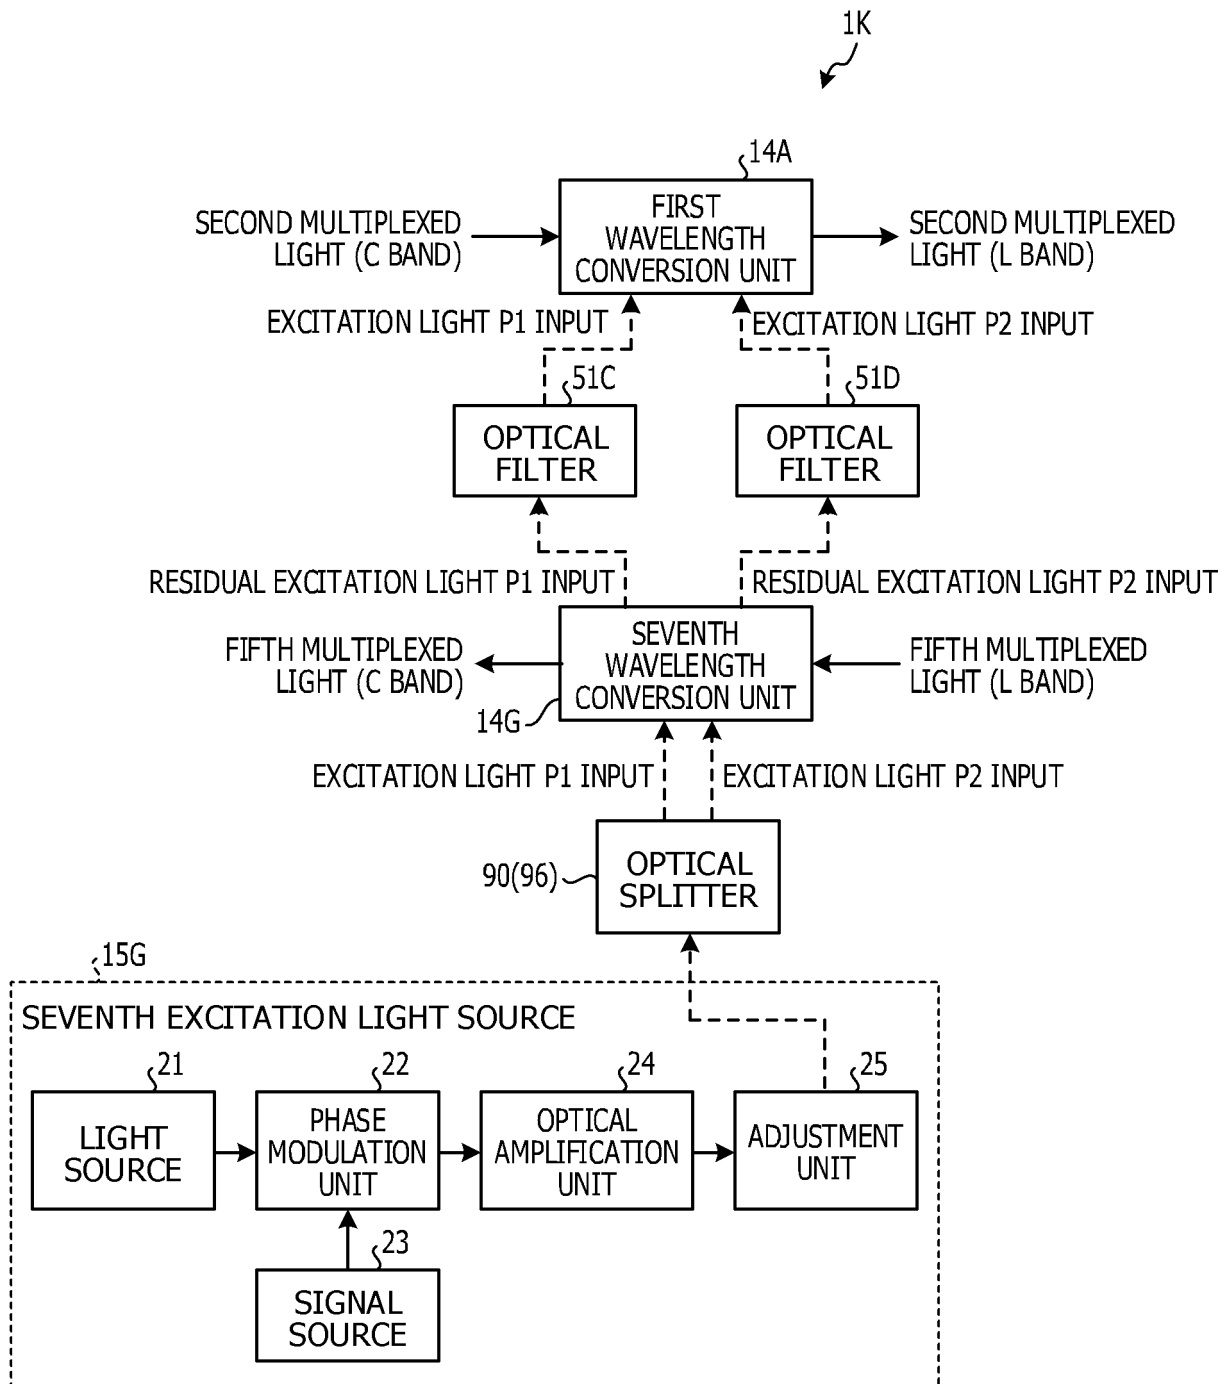 1K
14A
FIRST
WAVELENGTH
CONVERSION UNIT
SECOND MULTIPLEXED
LIGHT (C BAND)
SECOND MULTIPLEXED
LIGHT (L BAND)
EXCITATION LIGHT P1 INPUT
EXCITATION LIGHT P2 INPUT
51C
51D
OPTICAL
FILTER
OPTICAL
FILTER
RESIDUAL EXCITATION LIGHT P1 INPUT
RESIDUAL EXCITATION LIGHT P2 INPUT
FIFTH MULTIPLEXED
LIGHT (C BAND)
SEVENTH
WAVELENGTH
CONVERSION UNIT
FIFTH MULTIPLEXED
LIGHT (L BAND)
14G
EXCITATION LIGHT P1 INPUT
EXCITATION LIGHT P2 INPUT
90(96)
OPTICAL
SPLITTER
15G
SEVENTH EXCITATION LIGHT SOURCE
21
22
24
25
LIGHT
SOURCE
PHASE
MODULATION
UNIT
OPTICAL
AMPLIFICATION
UNIT
ADJUSTMENT
UNIT
23
SIGNAL
SOURCE